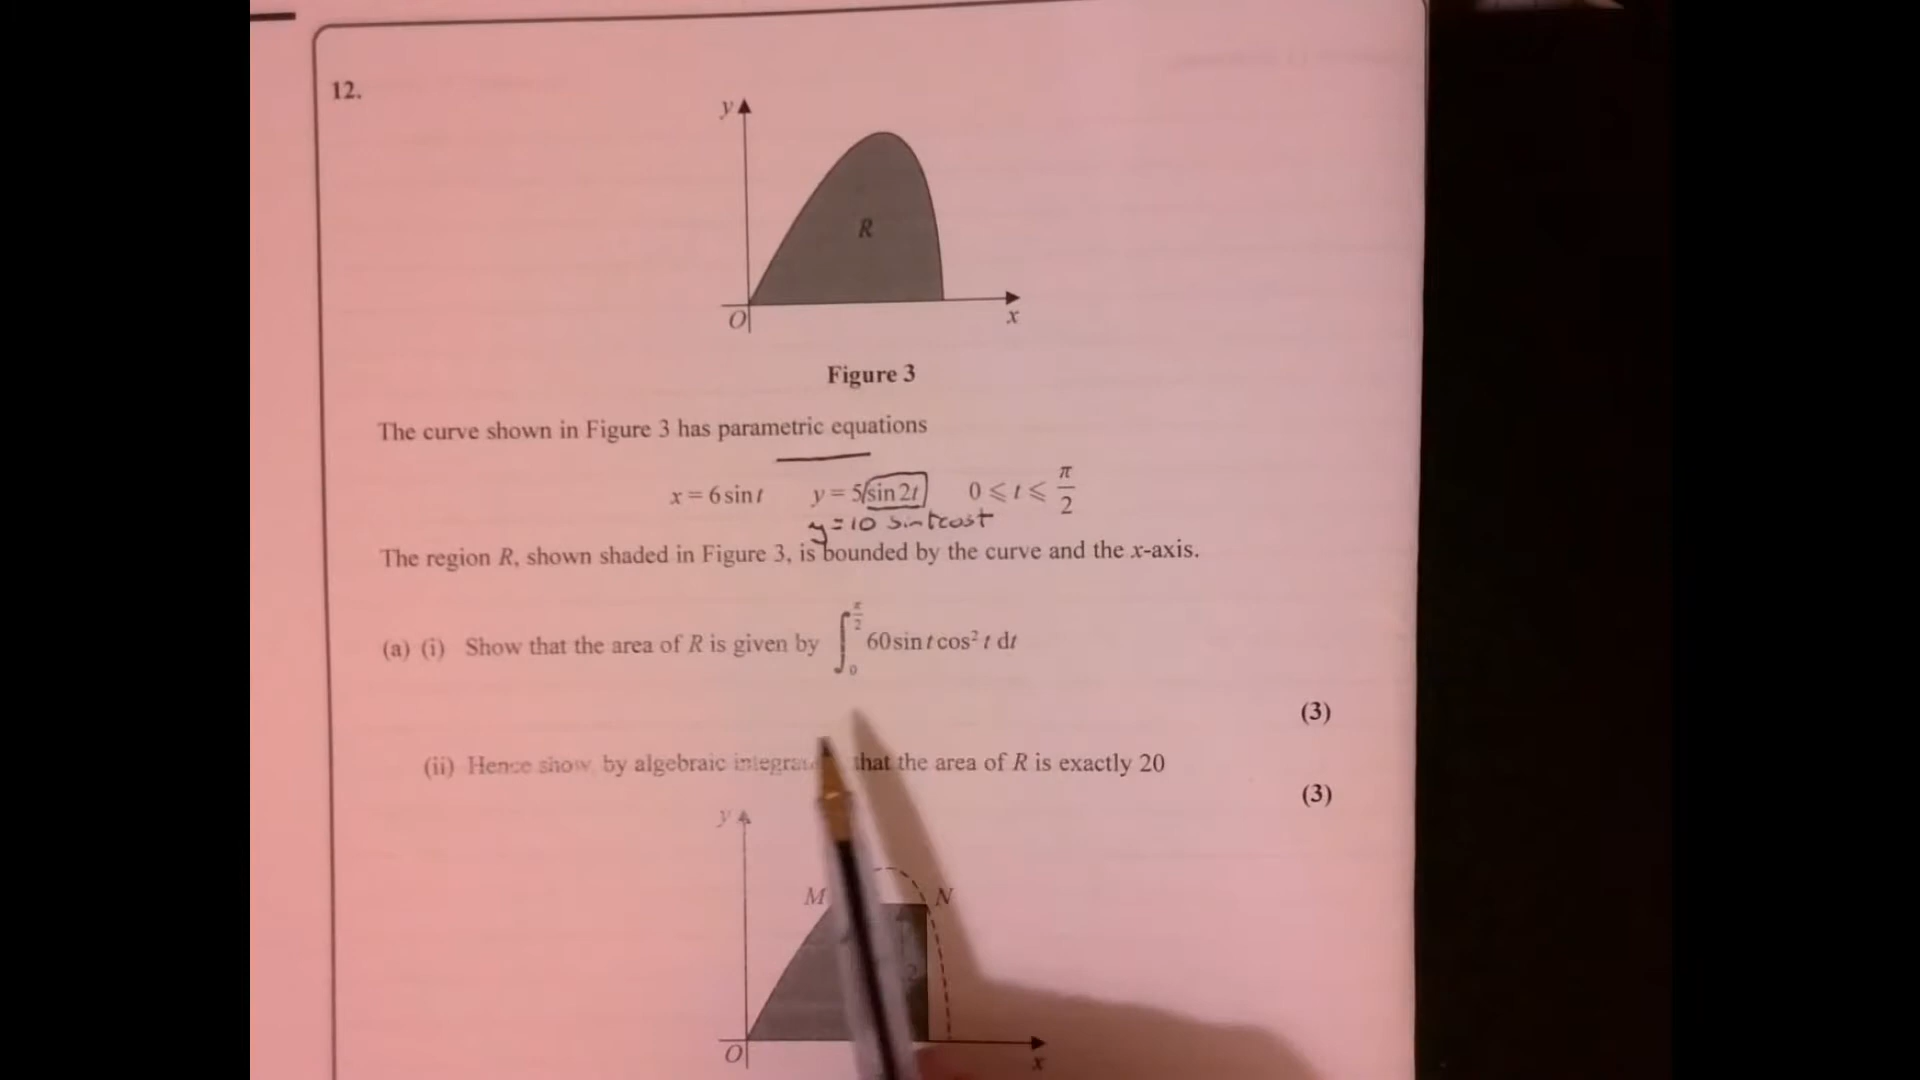 12.
y
R
O
x
Figure 3
The curve shown in Figure 3 has parametric equations
x = 6 sin t y = 5 sin 2t 0 ⩽ t ⩽ π/2
y = 10 sin t cos t
The region R, shown shaded in Figure 3, is bounded by the curve and the x-axis.
(a) (i) Show that the area of R is given by ∫₀^(π/2) 60 sin t cos² t dt
(3)
(ii) Hence show, by algebraic that the area of R is exactly 20
(3)
y
M N
2
O
x